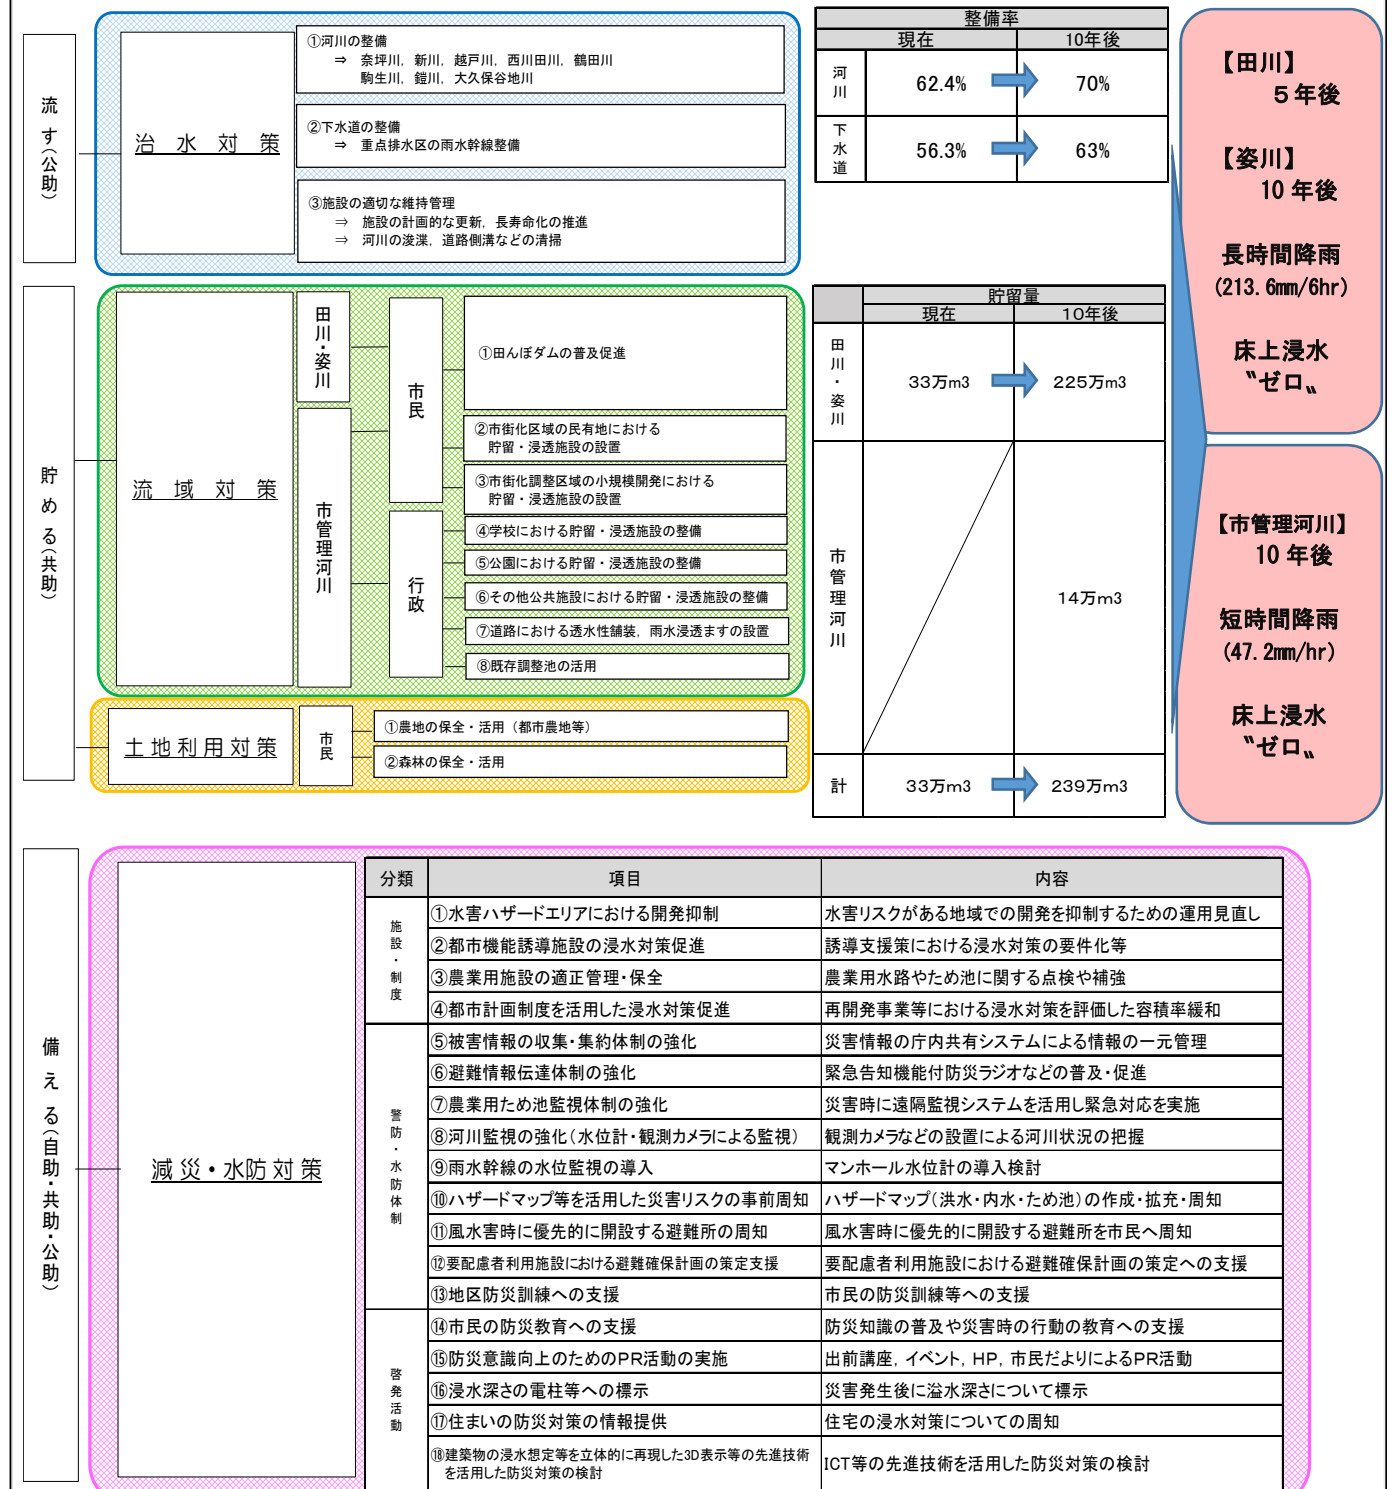 流す(公助)
治水対策
①河川の整備
⇒ 奈坪川，新川，越戸川，西川田川，鶴田川
駒生川，鎧川，大久保谷地川
②下水道の整備
⇒ 重点排水区の雨水幹線整備
③施設の適切な維持管理
⇒ 施設の計画的な更新，長寿命化の推進
⇒ 河川の浚渫，道路側溝などの清掃
整備率
現在 10年後
河川 62.4% 70%
下水道 56.3% 63%
【田川】
５年後
【姿川】
10 年後
長時間降雨
(213.6mm/6hr)
床上浸水
〝ゼロ〟
貯める(共助)
流域対策
田川・姿川
市管理河川
市民
行政
①田んぼダムの普及促進
②市街化区域の民有地における
貯留・浸透施設の設置
③市街化調整区域の小規模開発における
貯留・浸透施設の設置
④学校における貯留・浸透施設の整備
⑤公園における貯留・浸透施設の整備
⑥その他公共施設における貯留・浸透施設の整備
⑦道路における透水性舗装，雨水浸透ますの設置
⑧既存調整池の活用
貯留量
現在 10年後
田川・姿川 33万m3 225万m3
市管理河川 14万m3
計 33万m3 239万m3
【市管理河川】
10 年後
短時間降雨
(47.2mm/hr)
床上浸水
〝ゼロ〟
土地利用対策
市民
①農地の保全・活用（都市農地等）
②森林の保全・活用
備える(自助・共助・公助)
減災・水防対策
分類 項目 内容
施設・制度
①水害ハザードエリアにおける開発抑制 水害リスクがある地域での開発を抑制するための運用見直し
②都市機能誘導施設の浸水対策促進 誘導支援策における浸水対策の要件化等
③農業用施設の適正管理・保全 農業用水路やため池に関する点検や補強
④都市計画制度を活用した浸水対策促進 再開発事業等における浸水対策を評価した容積率緩和
警防・水防体制
⑤被害情報の収集・集約体制の強化 災害情報の庁内共有システムによる情報の一元管理
⑥避難情報伝達体制の強化 緊急告知機能付防災ラジオなどの普及・促進
⑦農業用ため池監視体制の強化 災害時に遠隔監視システムを活用し緊急対応を実施
⑧河川監視の強化（水位計・観測カメラによる監視） 観測カメラなどの設置による河川状況の把握
⑨雨水幹線の水位監視の導入 マンホール水位計の導入検討
⑩ハザードマップ等を活用した災害リスクの事前周知 ハザードマップ（洪水・内水・ため池）の作成・拡充・周知
⑪風水害時に優先的に開設する避難所の周知 風水害時に優先的に開設する避難所を市民へ周知
⑫要配慮者利用施設における避難確保計画の策定支援 要配慮者利用施設における避難確保計画の策定への支援
⑬地区防災訓練への支援 市民の防災訓練等への支援
啓発活動
⑭市民の防災教育への支援 防災知識の普及や災害時の行動の教育への支援
⑮防災意識向上のためのPR活動の実施 出前講座，イベント，HP，市民だよりによるPR活動
⑯浸水深さの電柱等への標示 災害発生後に溢水深さについて標示
⑰住まいの防災対策の情報提供 住宅の浸水対策についての周知
⑱建築物の浸水想定等を立体的に再現した3D表示等の先進技術
を活用した防災対策の検討 ICT等の先進技術を活用した防災対策の検討